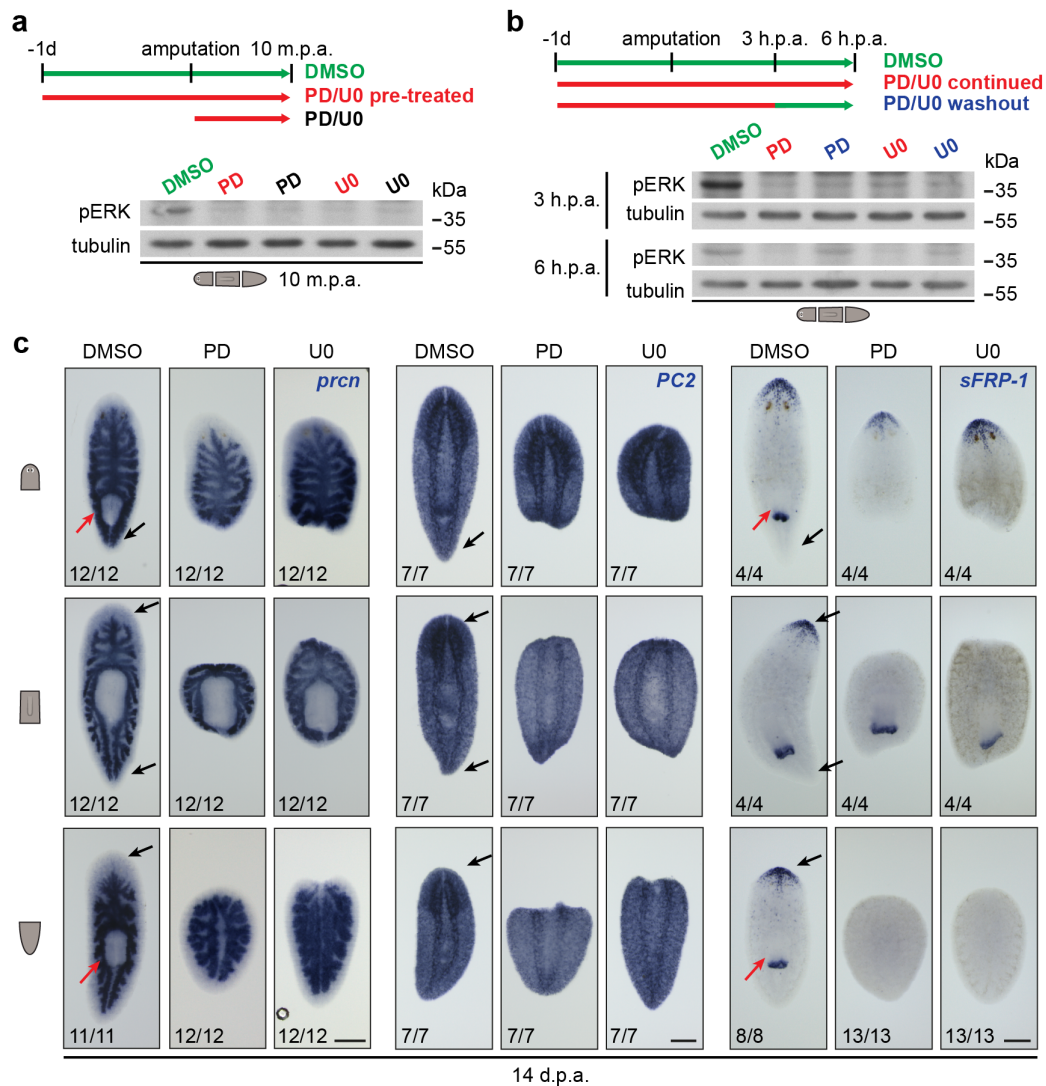 a
-1d amputation 10 m.p.a.
DMSO
PD/U0 pre-treated
PD/U0
DMSO PD PD U0 U0 kDa
pERK –35
tubulin –55
10 m.p.a.
b
-1d amputation 3 h.p.a. 6 h.p.a.
DMSO
PD/U0 continued
PD/U0 washout
DMSO PD PD U0 U0 kDa
3 h.p.a. pERK –35
tubulin –55
6 h.p.a. pERK –35
tubulin –55
c
DMSO PD U0 DMSO PD U0 DMSO PD U0
prcn PC2 sFRP-1
12/12 12/12 12/12 7/7 7/7 7/7 4/4 4/4 4/4
12/12 12/12 12/12 7/7 7/7 7/7 4/4 4/4 4/4
11/11 12/12 12/12 7/7 7/7 7/7 8/8 13/13 13/13
14 d.p.a.